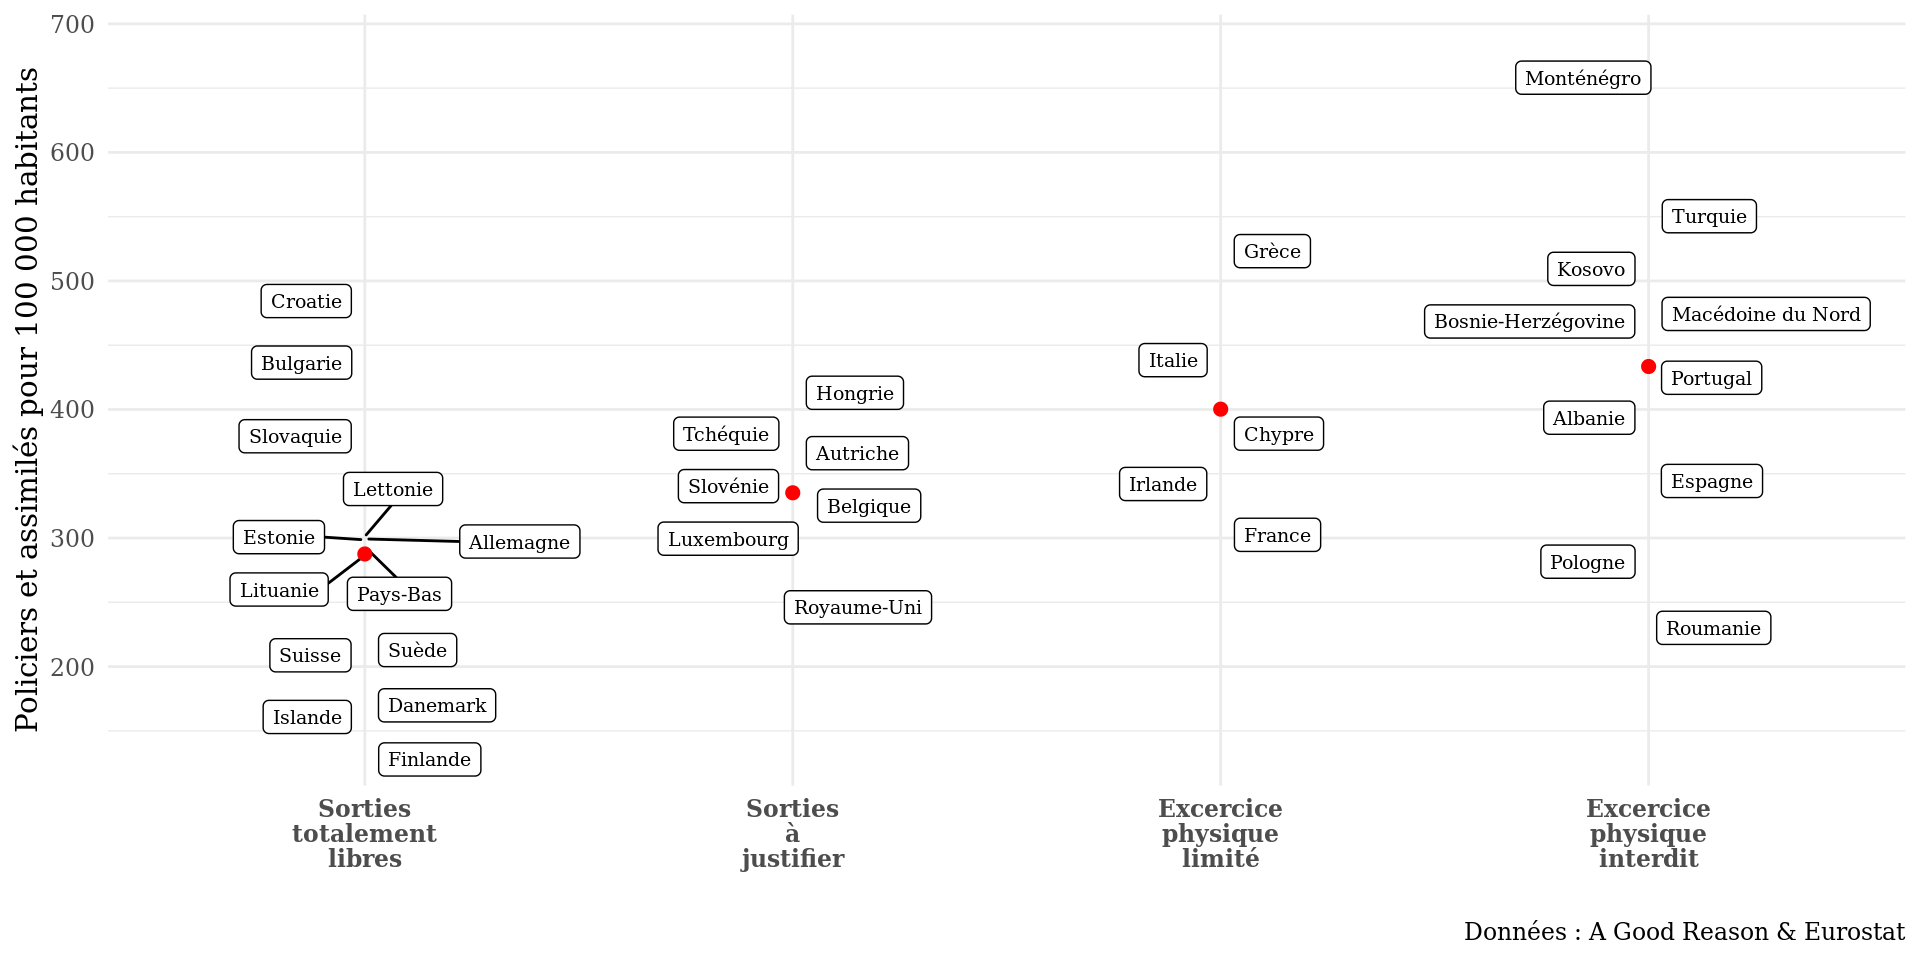 Policiers et assimilés pour 100 000 habitants
700
600
500
400
300
200
Monténégro
Turquie
Grèce
Kosovo
Croatie
Macédoine du Nord
Bosnie-Herzégovine
Italie
Bulgarie
Portugal
Hongrie
Albanie
Tchéquie
Chypre
Slovaquie
Autriche
Espagne
Irlande
Slovénie
Lettonie
Belgique
France
Estonie
Luxembourg
Allemagne
Pologne
Lituanie
Pays-Bas
Royaume-Uni
Roumanie
Suède
Suisse
Danemark
Islande
Finlande
Sorties
totalement
libres
Sorties
à
justifier
Excercice
physique
limité
Excercice
physique
interdit
Données : A Good Reason & Eurostat